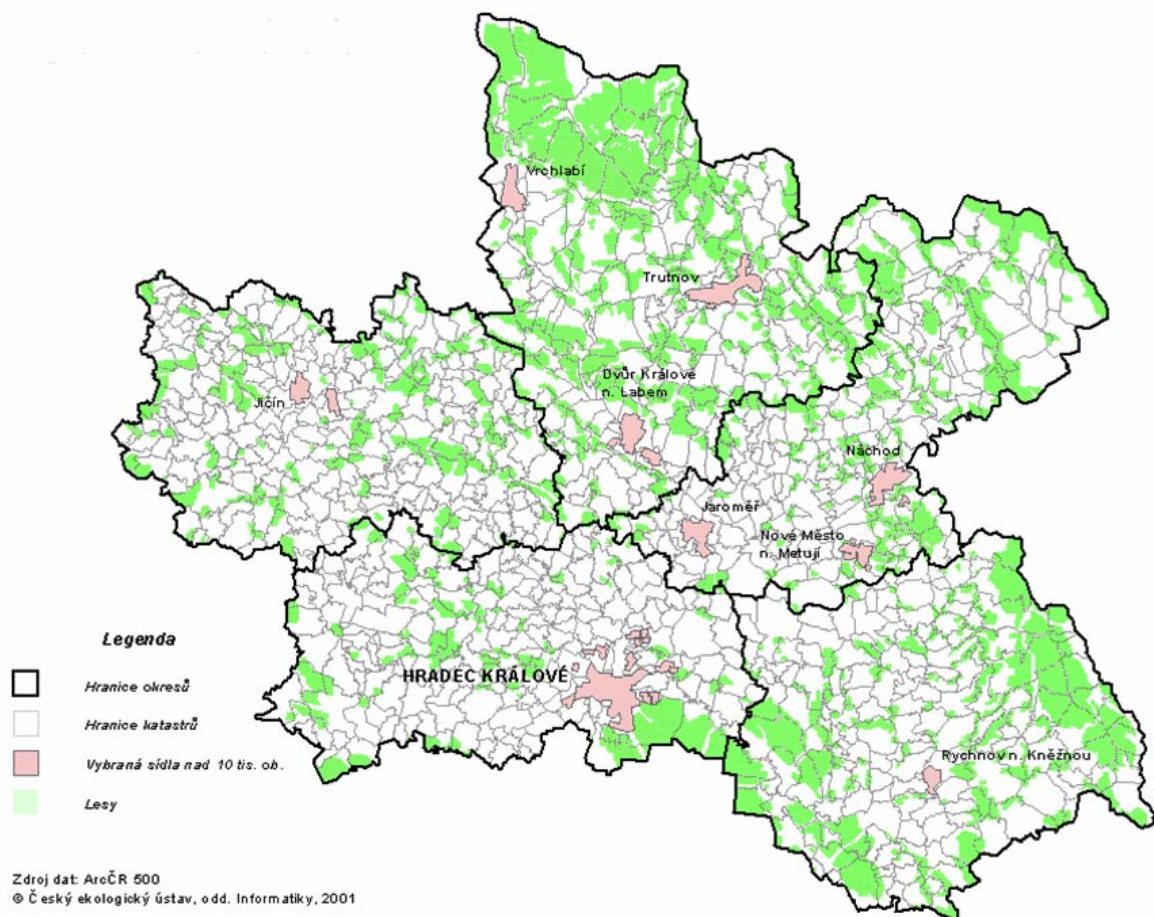 Vrchlabí
Trutnov
Dvůr Králové
n. Labem
Jičín
Náchod
Jaroměř
Nové Město
n. Metují
HRADEC KRÁLOVÉ
Rychnov n. Kněžnou
Legenda
Hranice okresů
Hranice katastrů
Vybraná sídla nad 10 tis. ob.
Lesy
Zdroj dat: ArcČR 500
© Český ekologický ústav, odd. Informatiky, 2001